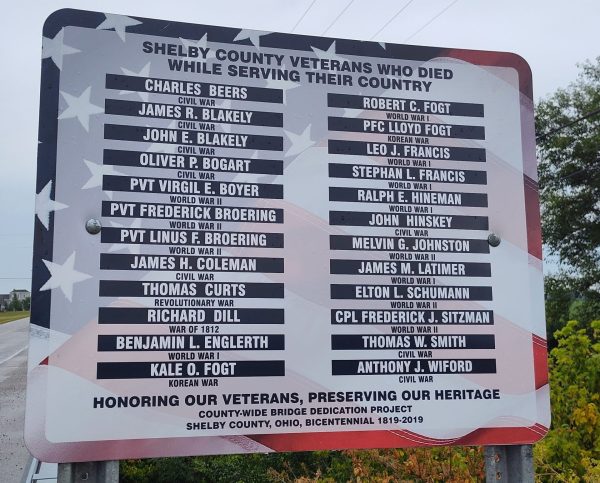 SHELBY COUNTY VETERANS WHO DIED
WHILE SERVING THEIR COUNTRY
CHARLES BEERS
CIVIL WAR
JAMES R. BLAKELY
CIVIL WAR
JOHN E. BLAKELY
CIVIL WAR
OLIVER P. BOGART
CIVIL WAR
PVT VIRGIL E. BOYER
WORLD WAR II
PVT FREDERICK BROERING
WORLD WAR II
PVT LINUS F. BROERING
WORLD WAR II
JAMES H. COLEMAN
CIVIL WAR
THOMAS CURTS
REVOLUTIONARY WAR
RICHARD DILL
WAR OF 1812
BENJAMIN L. ENGLERTH
WORLD WAR I
KALE O. FOGT
KOREAN WAR
ROBERT C. FOGT
WORLD WAR I
PFC LLOYD FOGT
KOREAN WAR
LEO J. FRANCIS
WORLD WAR I
STEPHAN L. FRANCIS
WORLD WAR I
RALPH E. HINEMAN
WORLD WAR I
JOHN HINSKEY
CIVIL WAR
MELVIN G. JOHNSTON
WORLD WAR II
JAMES M. LATIMER
WORLD WAR I
ELTON L. SCHUMANN
WORLD WAR II
CPL FREDERICK J. SITZMAN
WORLD WAR II
THOMAS W. SMITH
CIVIL WAR
ANTHONY J. WIFORD
CIVIL WAR
HONORING OUR VETERANS, PRESERVING OUR HERITAGE
COUNTY-WIDE BRIDGE DEDICATION PROJECT
SHELBY COUNTY, OHIO, BICENTENNIAL 1819-2019